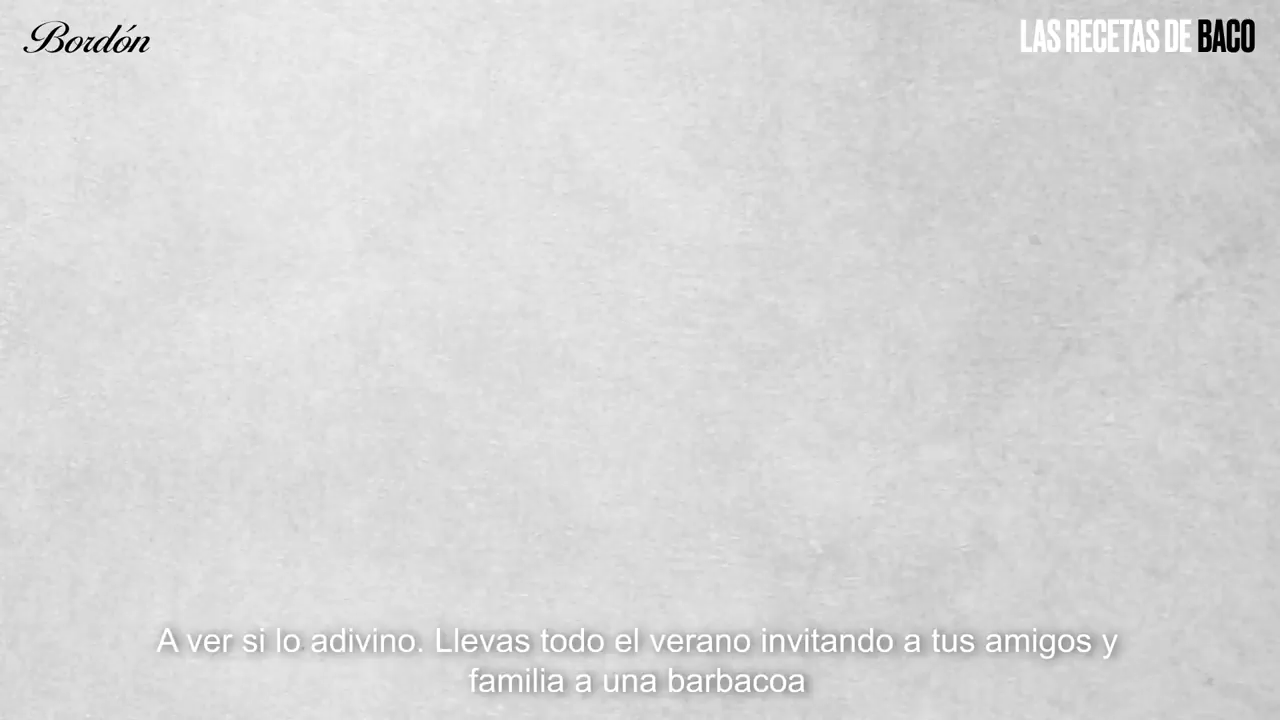 Bordón
LAS RECETAS DE BACO
A ver si lo adivino. Llevas todo el verano invitando a tus amigos y
familia a una barbacoa